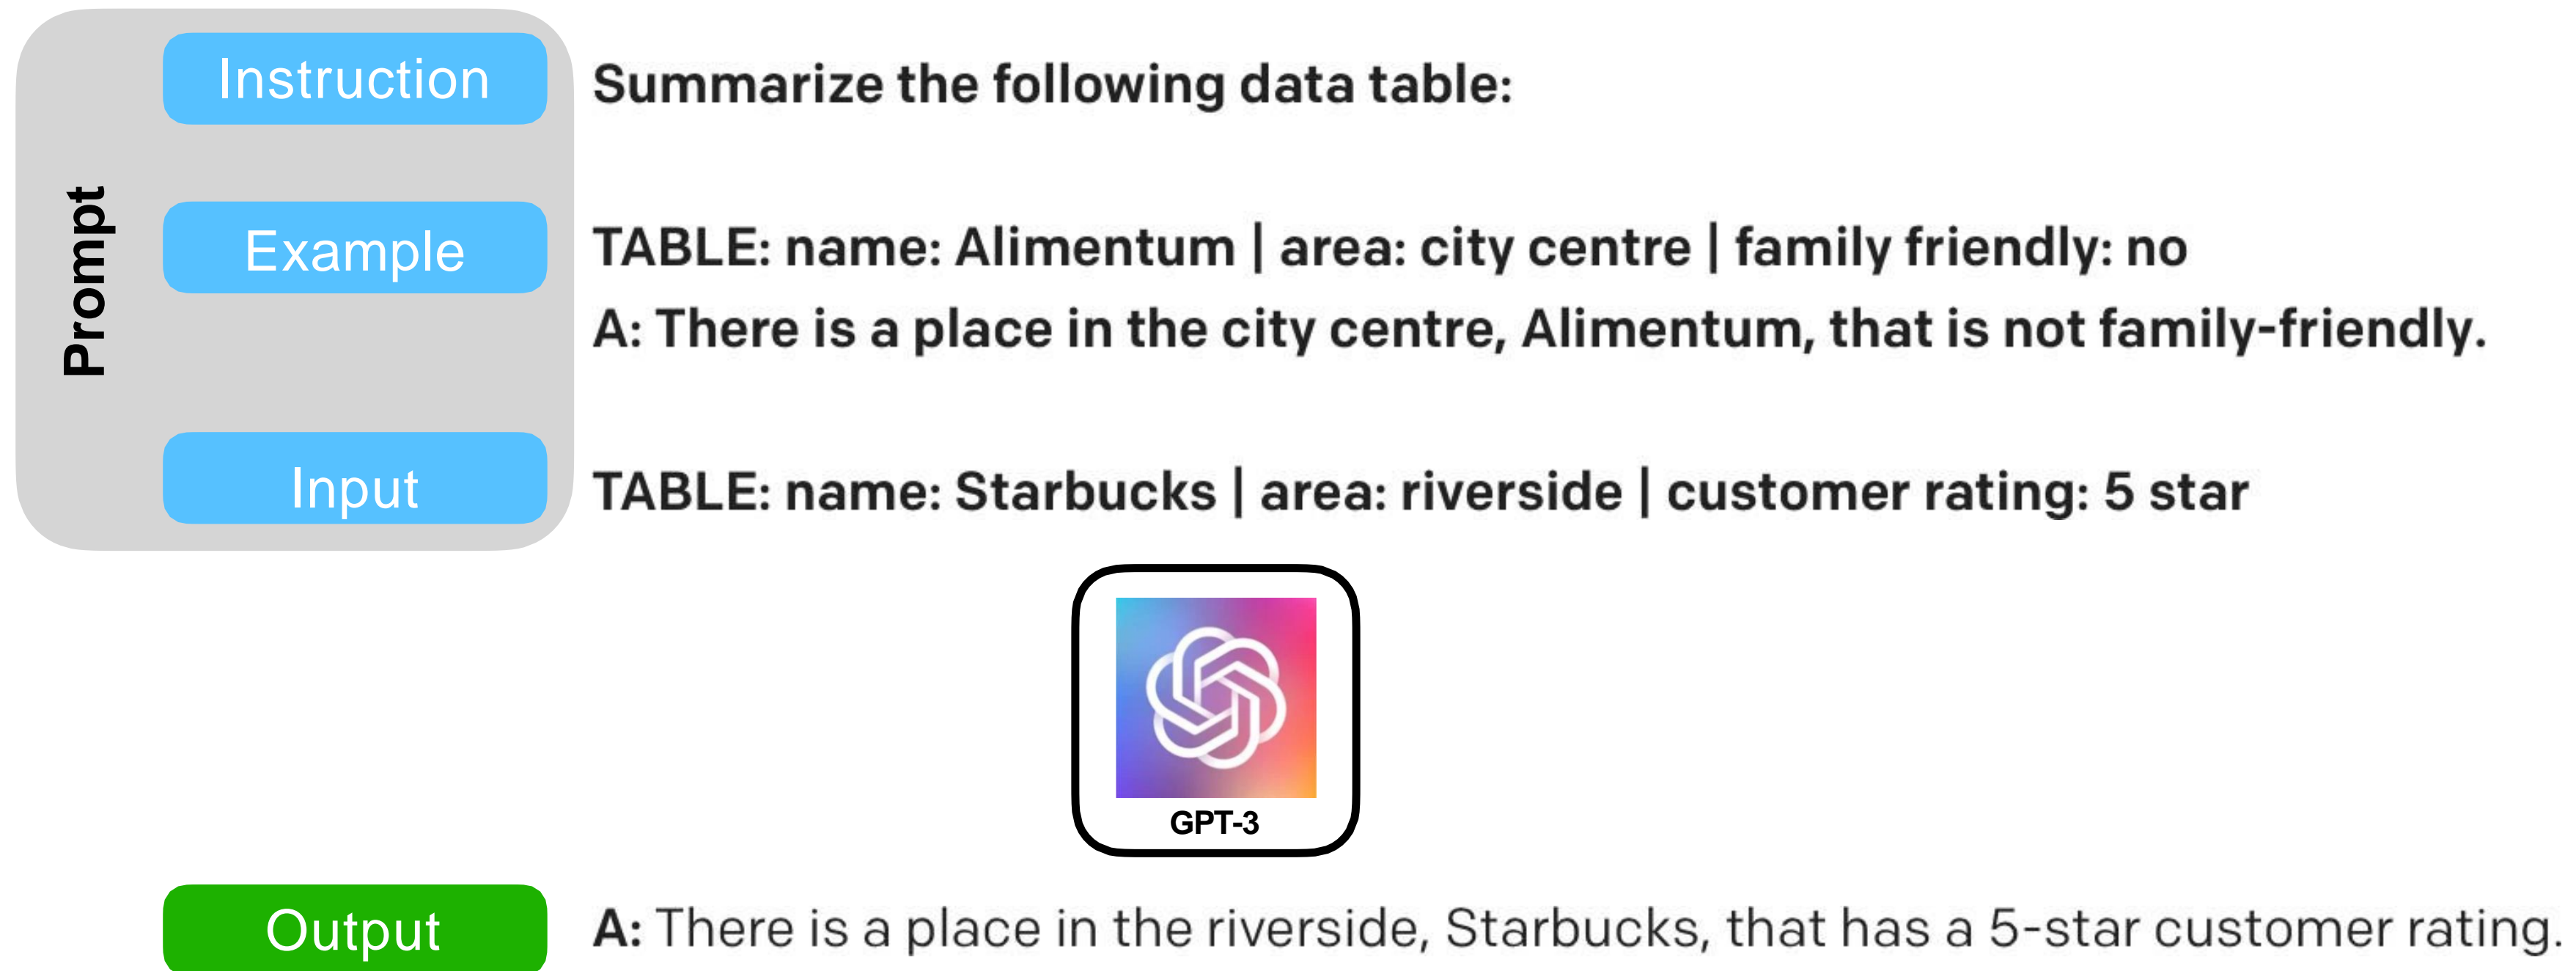 Prompt
Instruction
Summarize the following data table:
Example
TABLE: name: Alimentum | area: city centre | family friendly: no
A: There is a place in the city centre, Alimentum, that is not family-friendly.
Input
TABLE: name: Starbucks | area: riverside | customer rating: 5 star
GPT-3
Output
A: There is a place in the riverside, Starbucks, that has a 5-star customer rating.